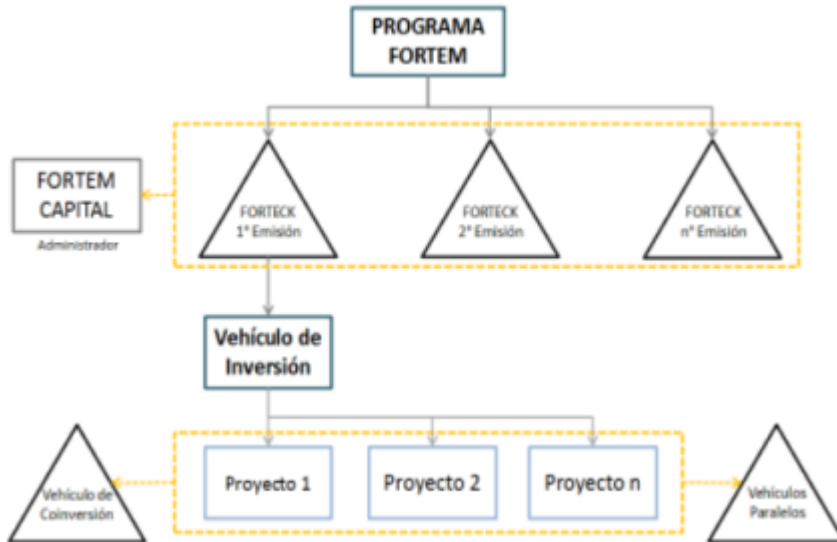 PROGRAMA
FORTEM
FORTEM
CAPITAL
Administrador
FORTECK
1° Emisión
FORTECK
2° Emisión
FORTECK
n° Emisión
Vehículo de
Inversión
Proyecto 1
Proyecto 2
Proyecto n
Vehículo de
Coinversión
Vehículos
Paralelos